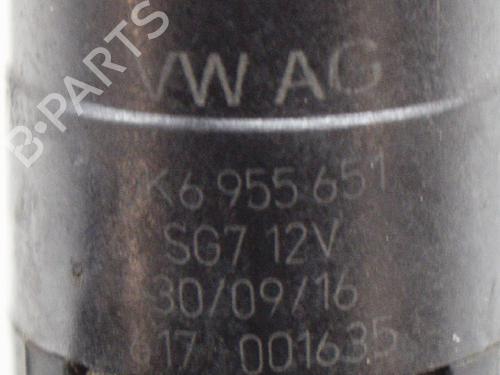 B-PARTS
VW AG
K6 955 651
SG7 12V
30/09/16
617 001635